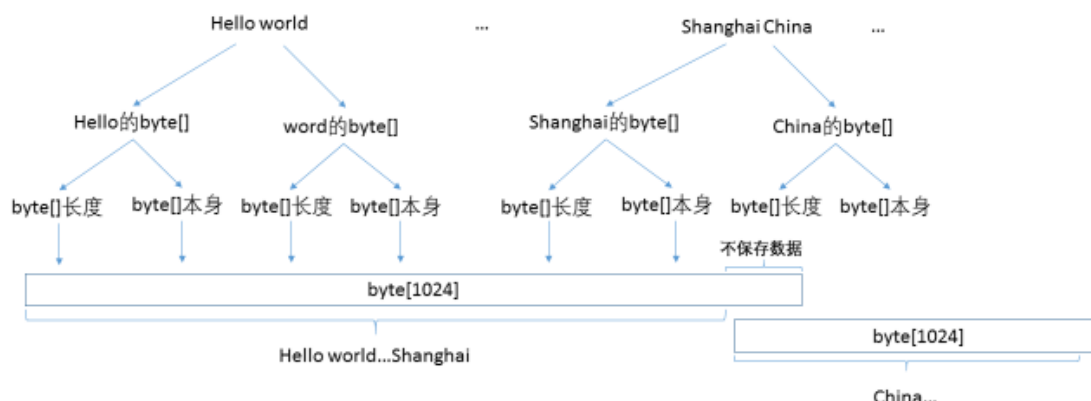 Hello world
...
Shanghai China
...
Hello的byte[]
word的byte[]
Shanghai的byte[]
China的byte[]
byte[]长度
byte[]本身
byte[]长度
byte[]本身
byte[]长度
byte[]本身
byte[]长度
byte[]本身
不保存数据
byte[1024]
byte[1024]
Hello world...Shanghai
China...